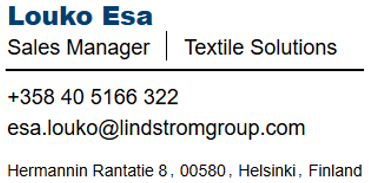 Louko Esa
Sales Manager | Textile Solutions
+358 40 5166 322
esa.louko@lindstromgroup.com
Hermannin Rantatie 8, 00580, Helsinki, Finland